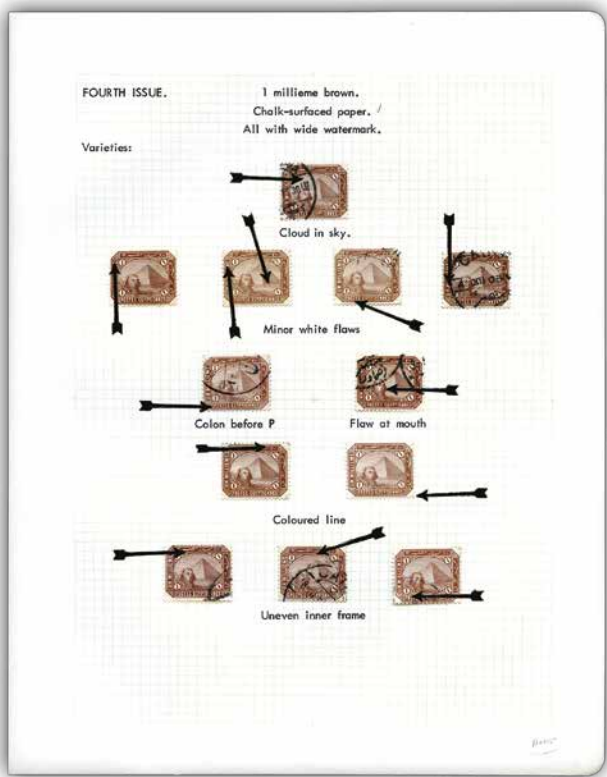 FOURTH ISSUE.
1 millieme brown.
Chalk-surfaced paper.
All with wide watermark.
Varieties:
Cloud in sky.
Minor white flaws
Colon before P
Flaw at mouth
Coloured line
Uneven inner frame